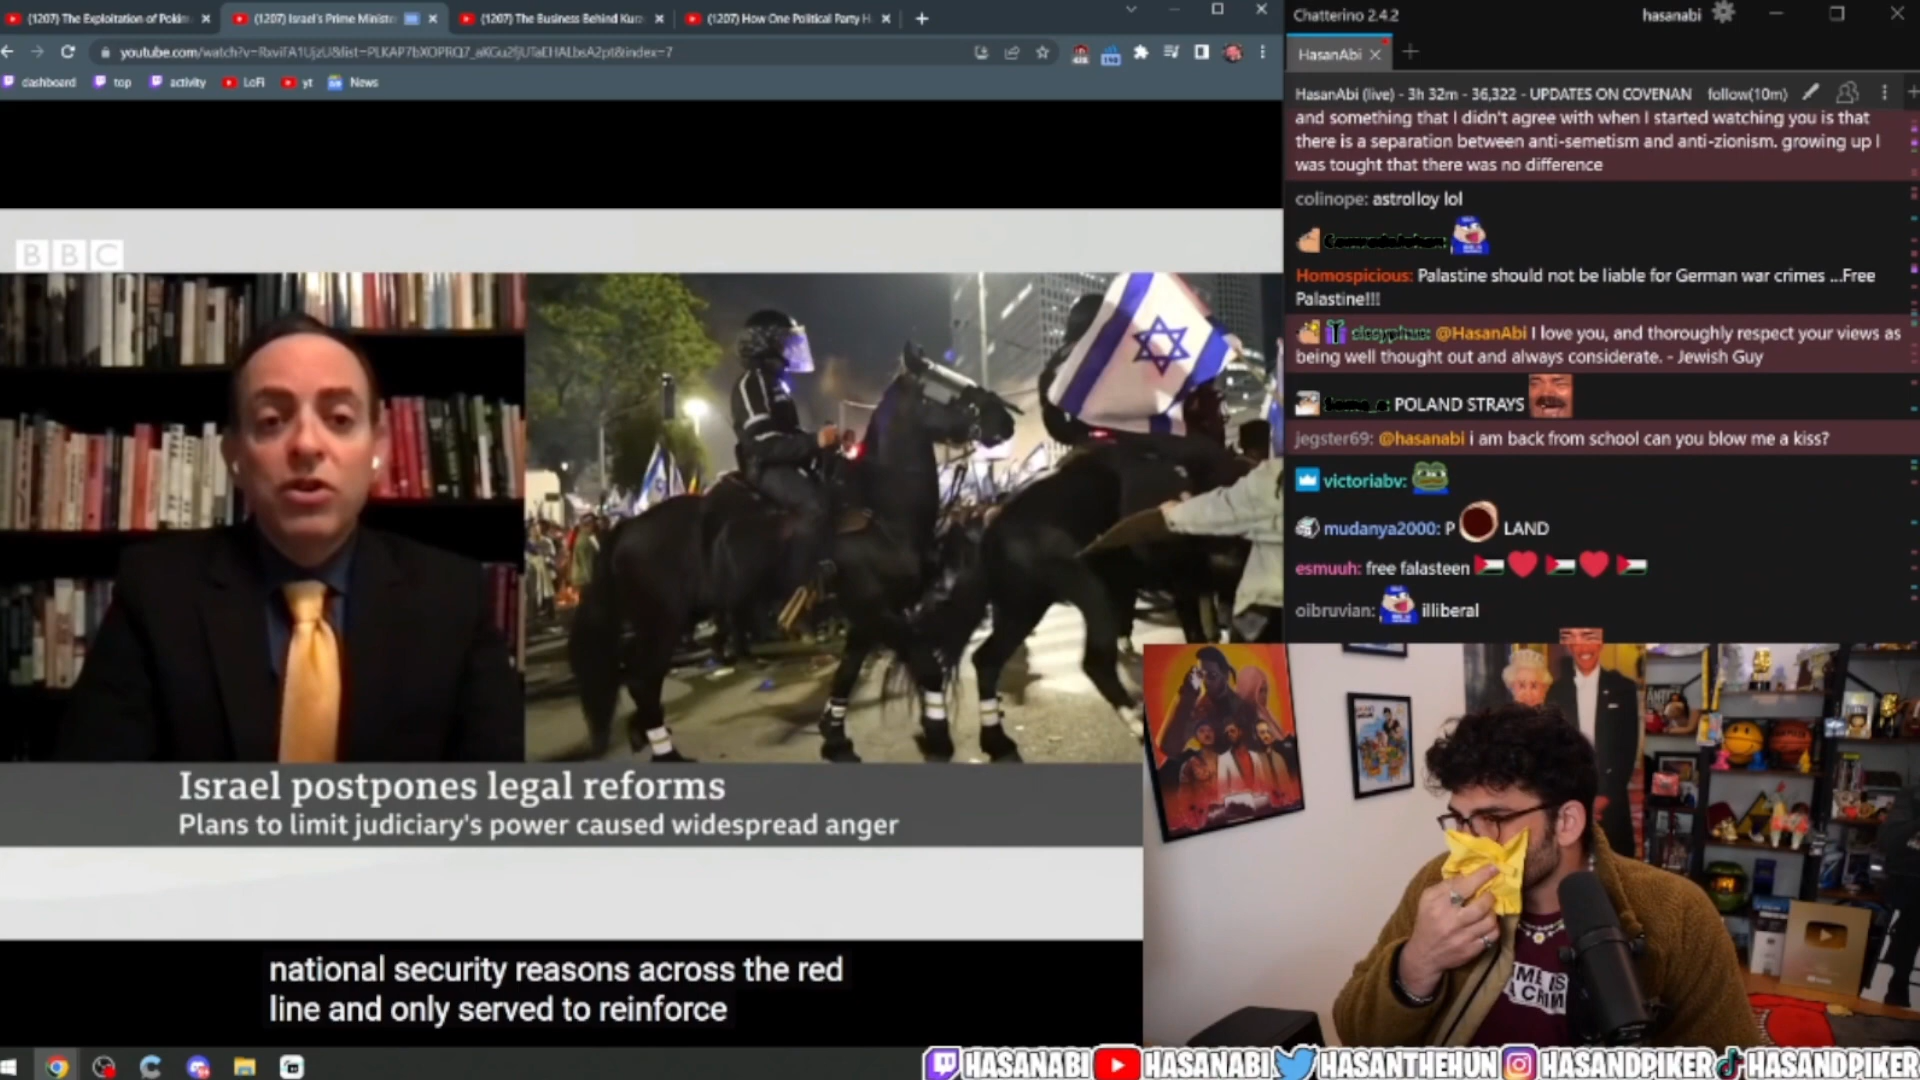 (1207) The Exploitation of Pokim
(1207) Israel's Prime Ministe
(1207) The Business Behind Kurz
(1207) How One Political Party H
dashboard
top
activity
LoFi
yt
News
BBC
Israel postpones legal reforms
Plans to limit judiciary's power caused widespread anger
national security reasons across the red
line and only served to reinforce
Chatterino 2.4.2
hasanabi
HasanAbi
HasanAbi (live) - 3h 32m - 36,322 - UPDATES ON COVENAN
follow(10m)
and something that I didn't agree with when I started watching you is that
there is a separation between anti-semetism and anti-zionism. growing up I
was tought that there was no difference
colinope: astrolloy lol
Homospicious: Palastine should not be liable for German war crimes ...Free
Palastine!!!
@HasanAbi I love you, and thoroughly respect your views as
being well thought out and always considerate. - Jewish Guy
POLAND STRAYS
jegster69: @hasanabi i am back from school can you blow me a kiss?
victoriabv:
mudanya2000: P LAND
esmuuh: free falasteen
oibruvian: illiberal
HASANABI
HASANABI
HASANTHEHUN
HASANDPIKER
HASANDPIKER